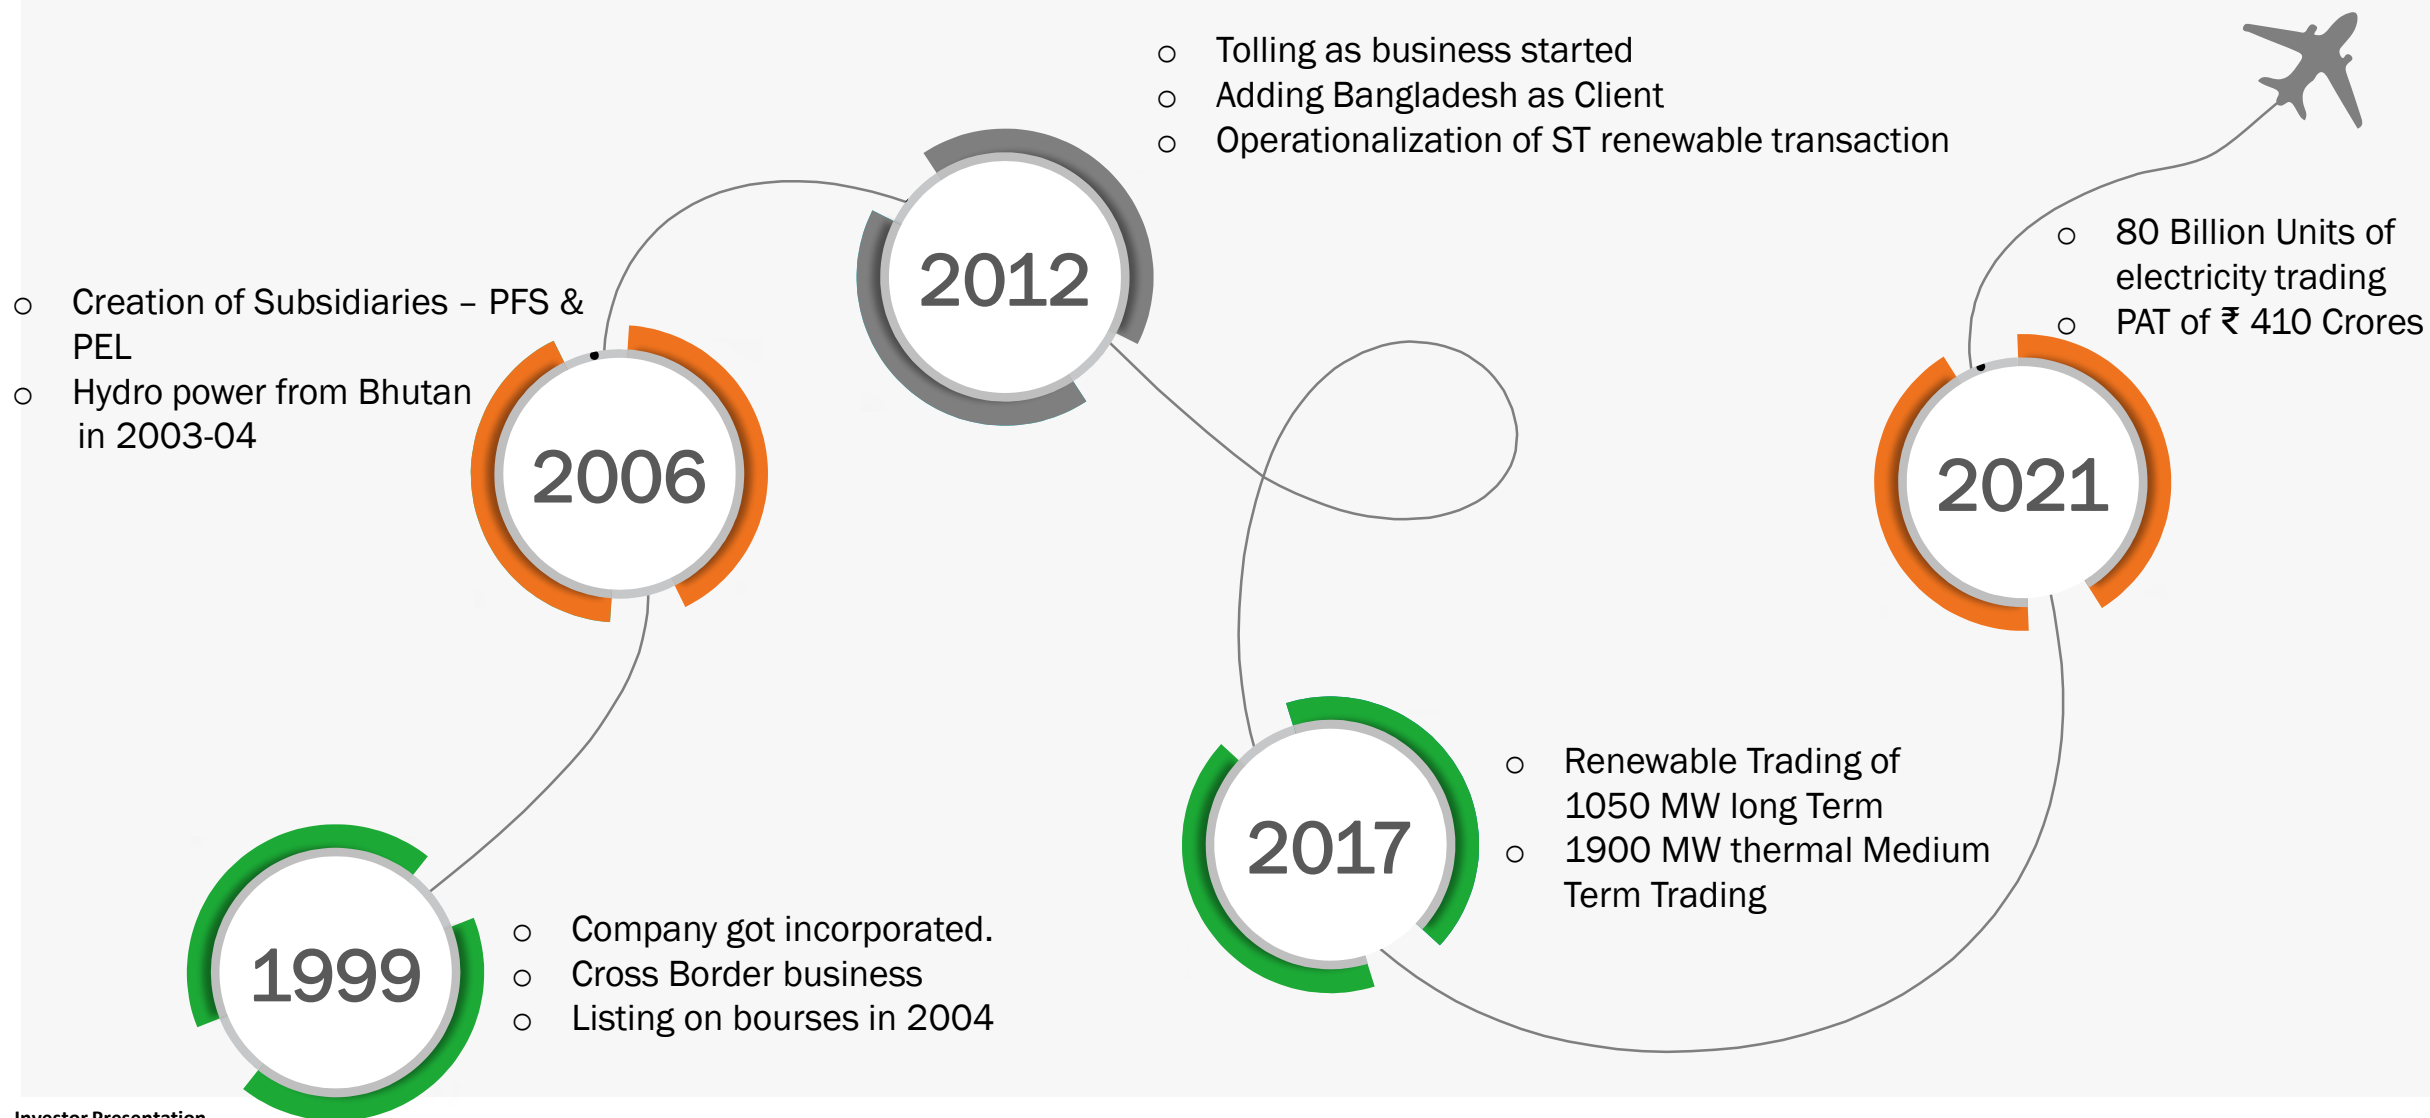 ○ Tolling as business started
○ Adding Bangladesh as Client
○ Operationalization of ST renewable transaction
2012
○ 80 Billion Units of
electricity trading
○ PAT of ₹ 410 Crores
2021
○ Creation of Subsidiaries – PFS &
PEL
○ Hydro power from Bhutan
in 2003-04
2006
○ Renewable Trading of
1050 MW long Term
○ 1900 MW thermal Medium
Term Trading
2017
○ Company got incorporated.
○ Cross Border business
○ Listing on bourses in 2004
1999
Investor Presentation